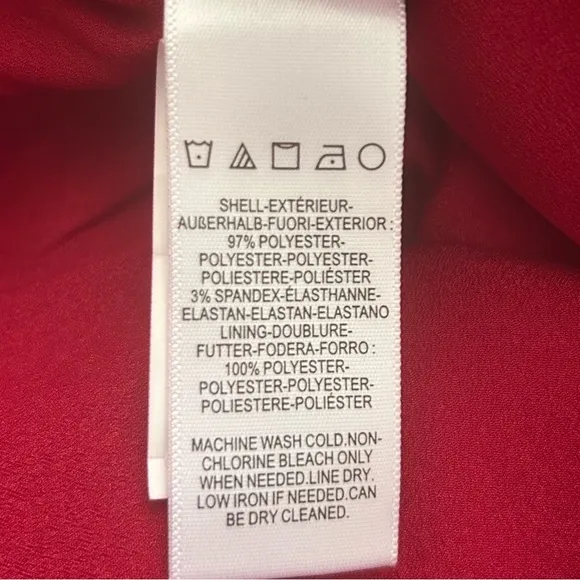 SHELL-EXTÉRIEUR-
AUßERHALB-FUORI-EXTERIOR :
97% POLYESTER-
POLYESTER-POLYESTER-
POLIESTERE-POLIÉSTER
3% SPANDEX-ÉLASTHANNE-
ELASTAN-ELASTAN-ELASTANO
LINING-DOUBLURE-
FUTTER-FODERA-FORRO :
100% POLYESTER-
POLYESTER-POLYESTER-
POLIESTERE-POLIÉSTER
MACHINE WASH COLD.NON-
CHLORINE BLEACH ONLY
WHEN NEEDED.LINE DRY.
LOW IRON IF NEEDED.CAN
BE DRY CLEANED.